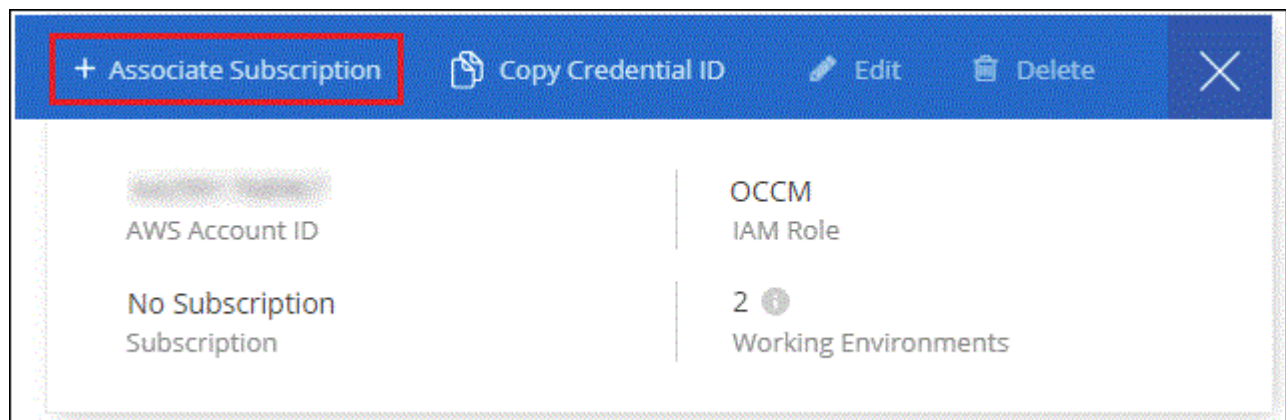 + Associate Subscription Copy Credential ID Edit Delete
OCCM
AWS Account ID IAM Role
No Subscription 2
Subscription Working Environments